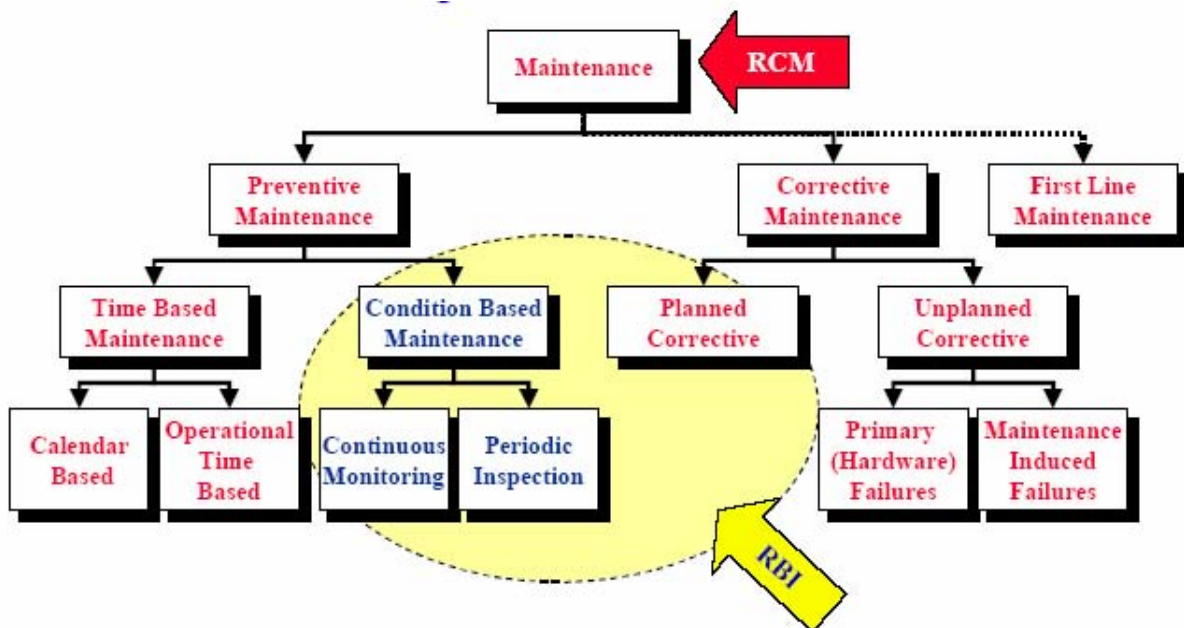 Maintenance
RCM
Preventive
Maintenance
Corrective
Maintenance
First Line
Maintenance
Time Based
Maintenance
Condition Based
Maintenance
Planned
Corrective
Unplanned
Corrective
Calendar
Based
Operational
Time
Based
Continuous
Monitoring
Periodic
Inspection
Primary
(Hardware)
Failures
Maintenance
Induced
Failures
RBI